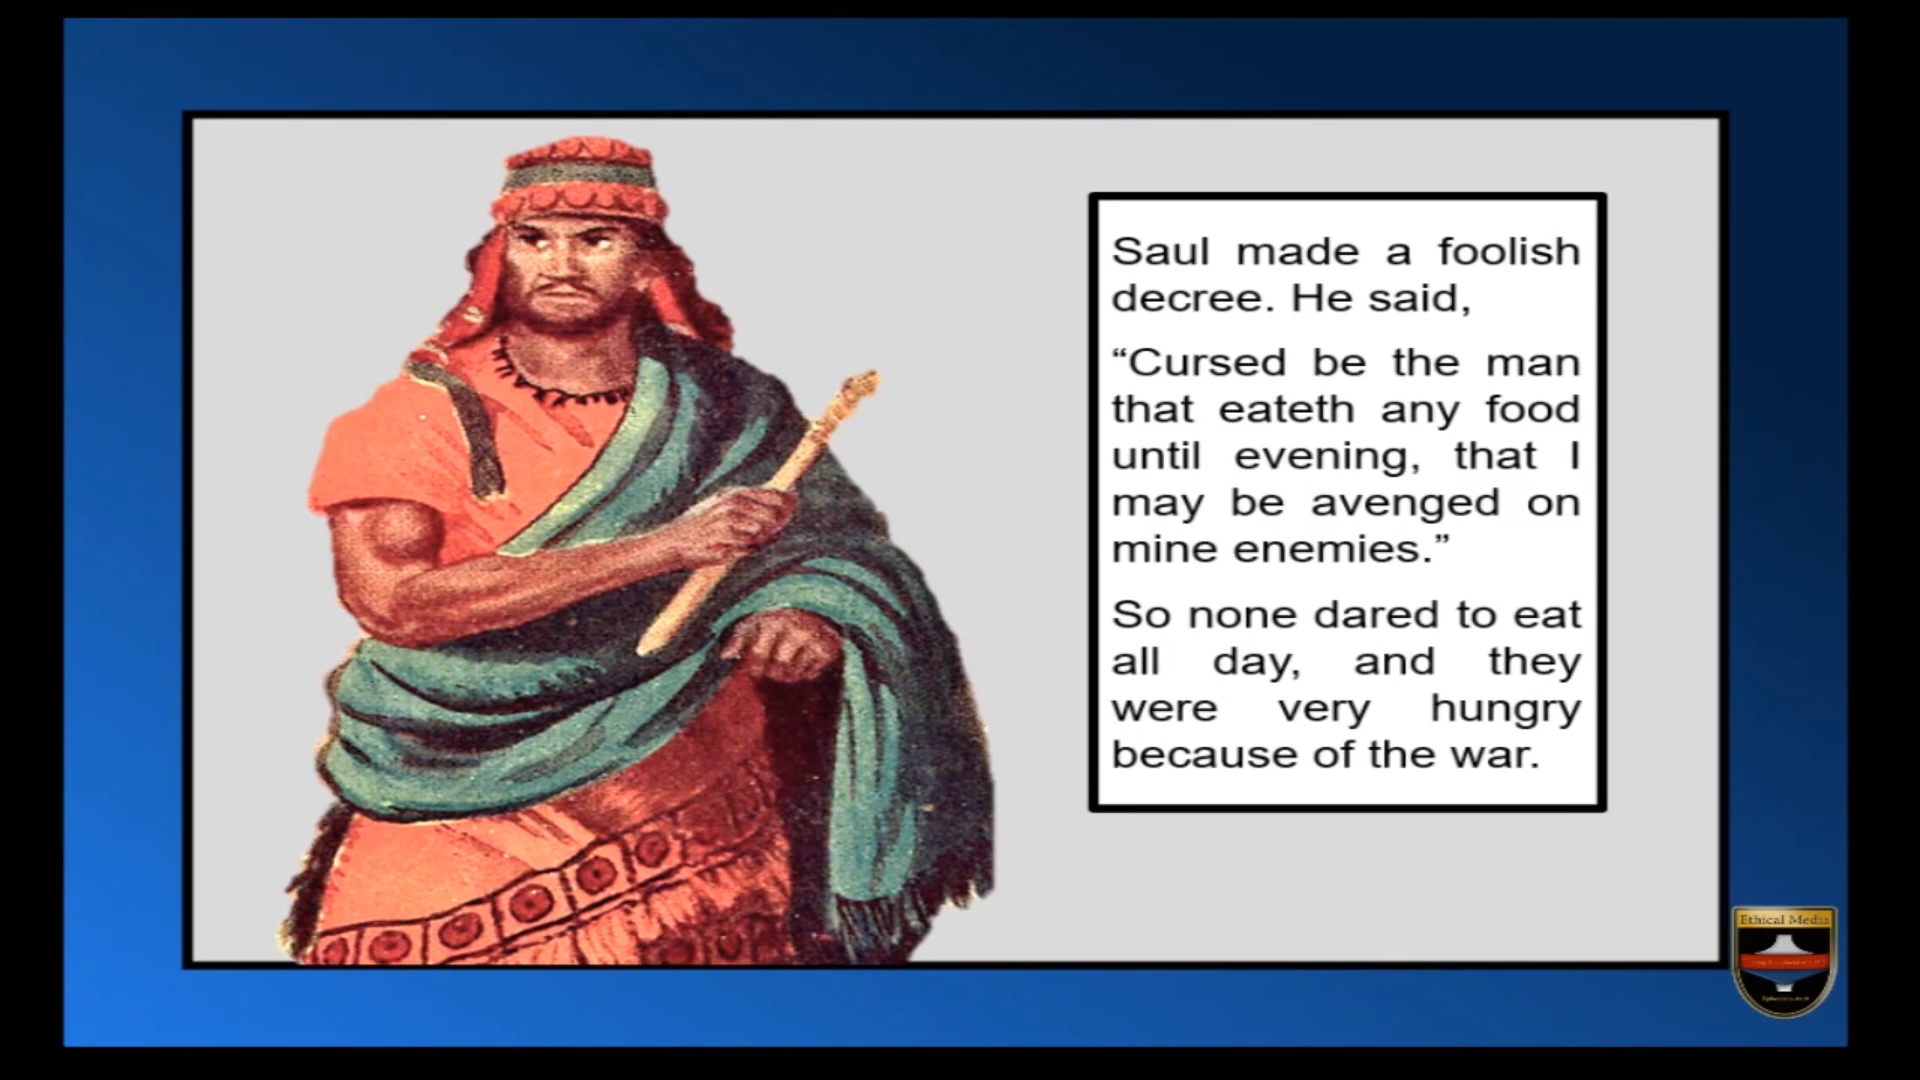 Saul made a foolish
decree. He said,
“Cursed be the man
that eateth any food
until evening, that I
may be avenged on
mine enemies.”
So none dared to eat
all day, and they
were very hungry
because of the war.
Ethical Media